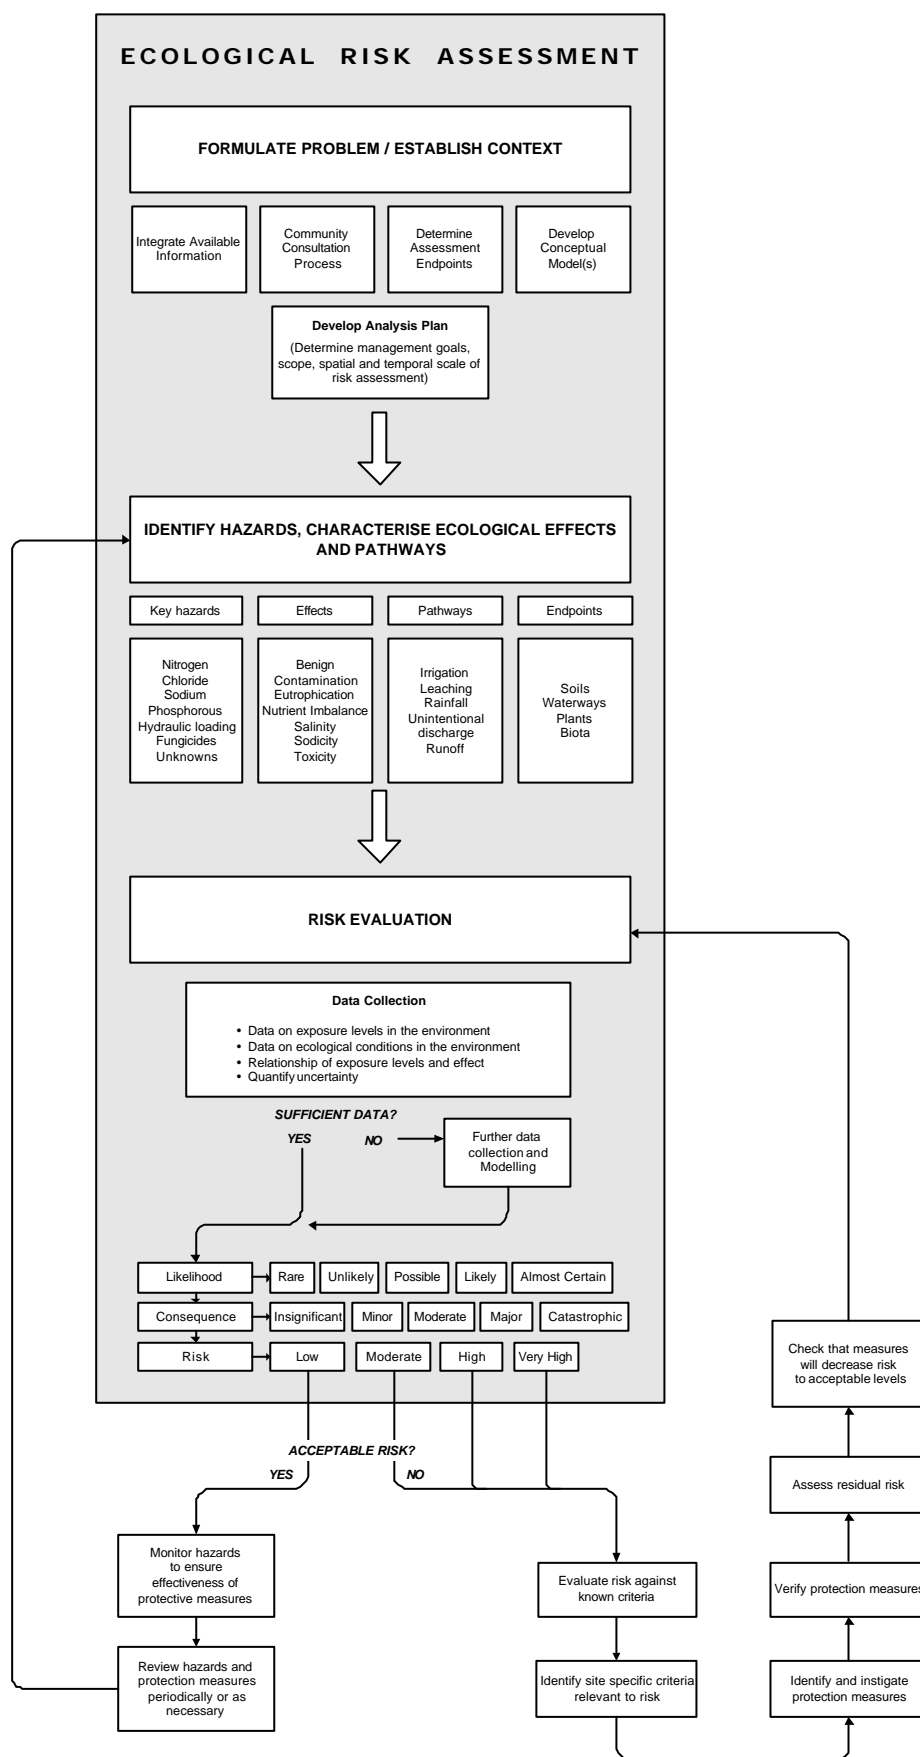 ECOLOGICAL RISK ASSESSMENT
FORMULATE PROBLEM / ESTABLISH CONTEXT
Integrate Available
Information
Community
Consultation
Process
Determine
Assessment
Endpoints
Develop
Conceptual
Model(s)
Develop Analysis Plan
(Determine management goals,
scope, spatial and temporal scale of
risk assessment)
IDENTIFY HAZARDS, CHARACTERISE ECOLOGICAL EFFECTS
AND PATHWAYS
Key hazards
Effects
Pathways
Endpoints
Nitrogen
Chloride
Sodium
Phosphorous
Hydraulic loading
Fungicides
Unknowns
Benign
Contamination
Eutrophication
Nutrient Imbalance
Salinity
Sodicity
Toxicity
Irrigation
Leaching
Rainfall
Unintentional
discharge
Runoff
Soils
Waterways
Plants
Biota
RISK EVALUATION
Data Collection
• Data on exposure levels in the environment
• Data on ecological conditions in the environment
• Relationship of exposure levels and effect
• Quantify uncertainty
SUFFICIENT DATA?
YES
NO
Further data
collection and
Modelling
Likelihood
Rare
Unlikely
Possible
Likely
Almost Certain
Consequence
Insignificant
Minor
Moderate
Major
Catastrophic
Risk
Low
Moderate
High
Very High
ACCEPTABLE RISK?
YES
NO
Monitor hazards
to ensure
effectiveness of
protective measures
Review hazards and
protection measures
periodically or as
necessary
Evaluate risk against
known criteria
Identify site specific criteria
relevant to risk
Check that measures
will decrease risk
to acceptable levels
Assess residual risk
Verify protection measures
Identify and instigate
protection measures